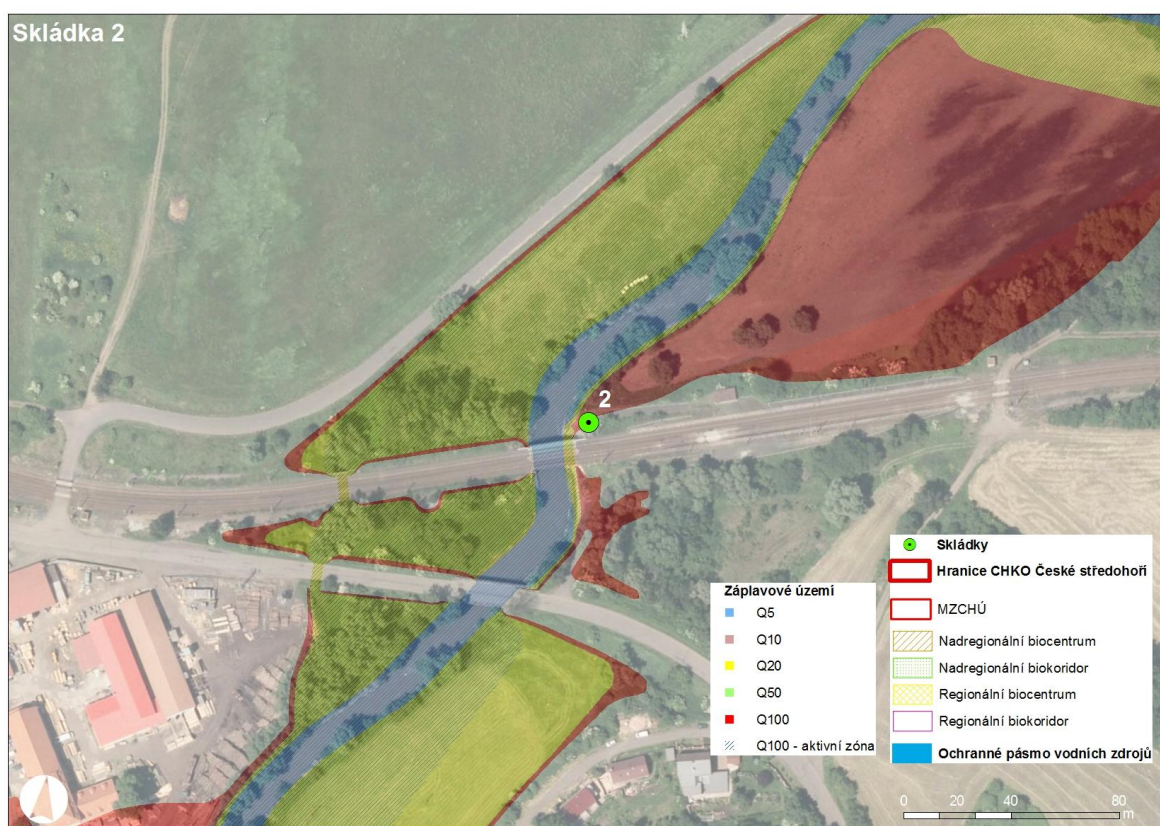 Skládka 2
2
Záplavové území
Q5
Q10
Q20
Q50
Q100
Q100 - aktivní zóna
Skládky
Hranice CHKO České středohoří
MZCHÚ
Nadregionální biocentrum
Nadregionální biokoridor
Regionální biocentrum
Regionální biokoridor
Ochranné pásmo vodních zdrojů
0 20 40 80
m